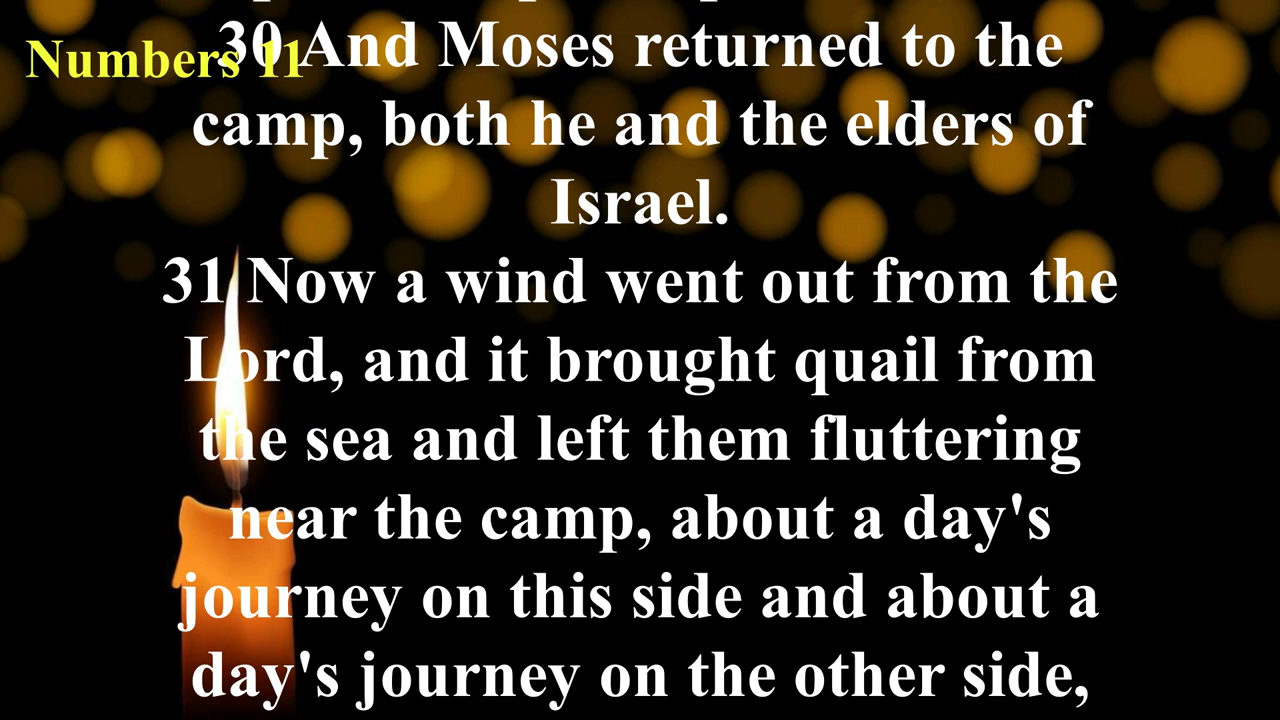 Numbers 11
30 And Moses returned to the
camp, both he and the elders of
Israel.
31 Now a wind went out from the
Lord, and it brought quail from
the sea and left them fluttering
near the camp, about a day's
journey on this side and about a
day's journey on the other side,